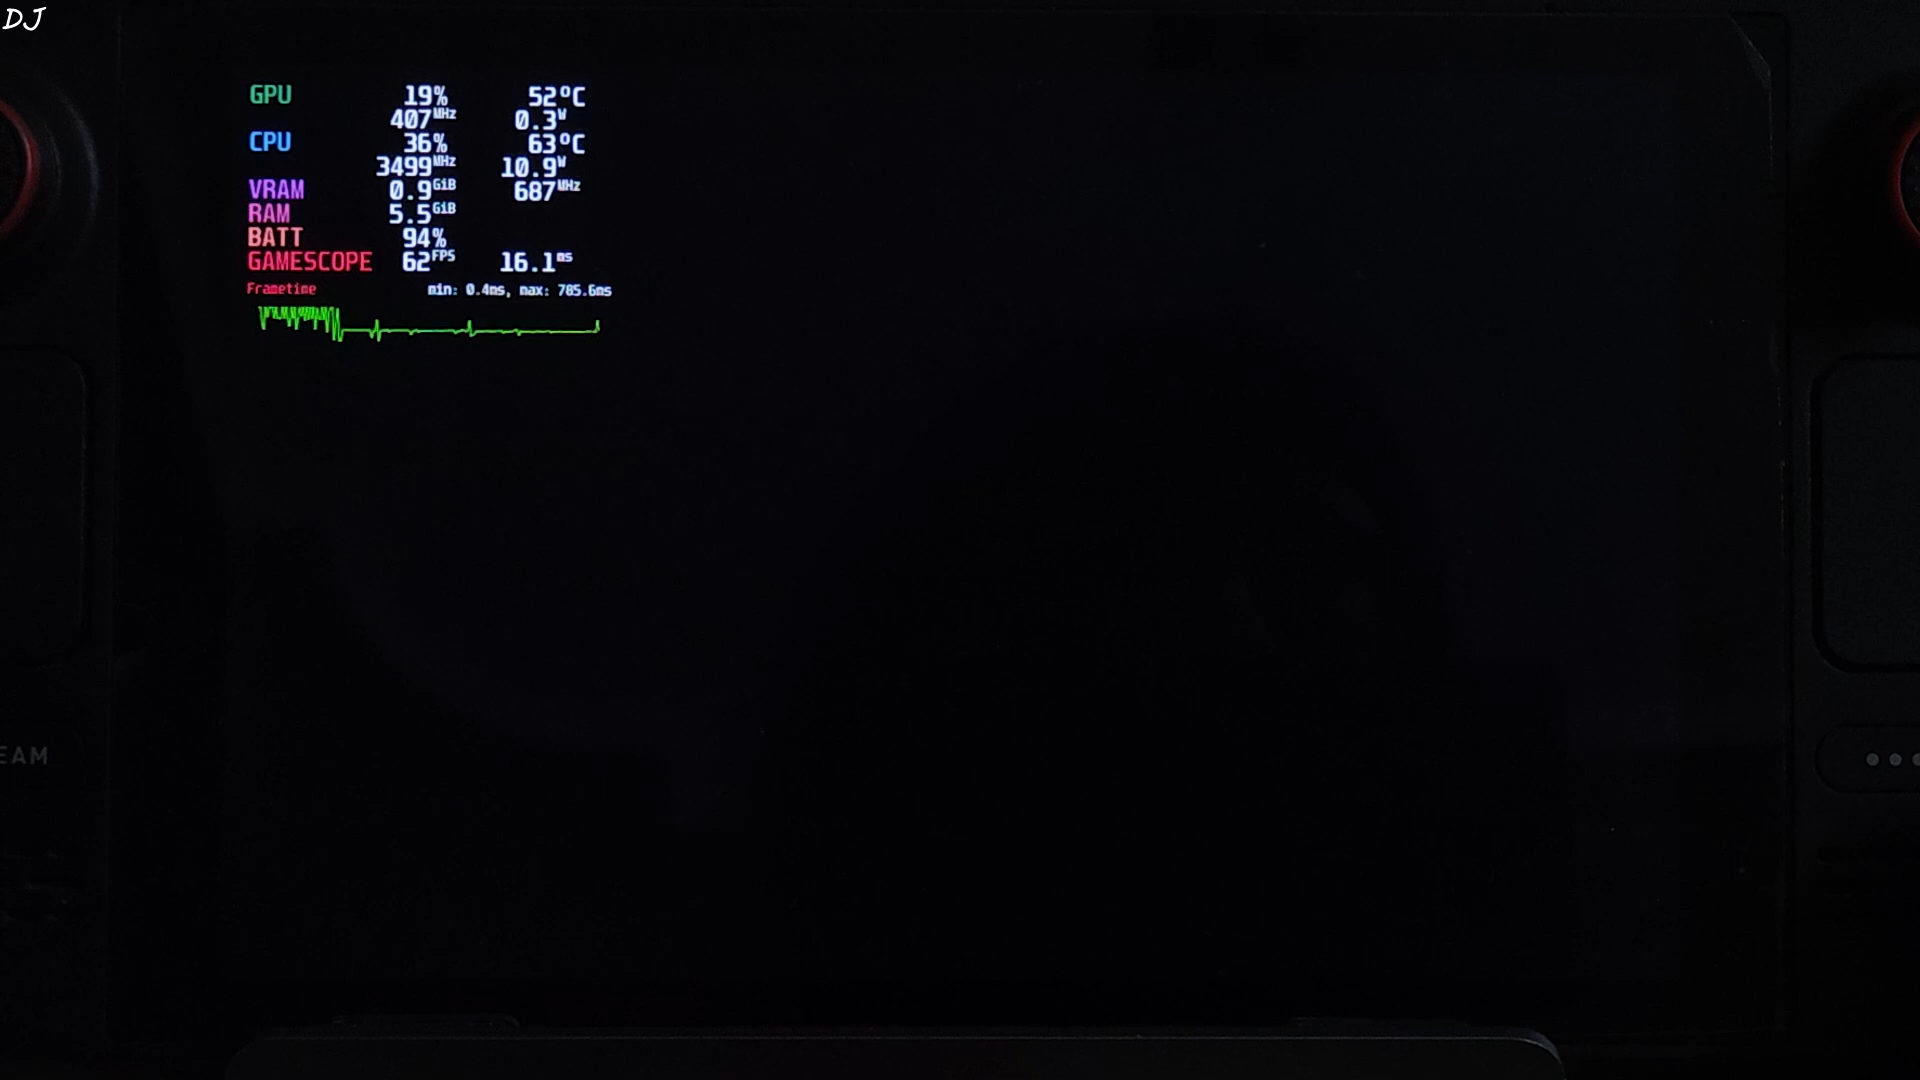 DJ
GPU 19% 52°C
407MHz 0.3W
CPU 36% 63°C
3499MHz 10.9W
VRAM 0.9GiB 687MHz
RAM 5.5GiB
BATT 94%
GAMESCOPE 62FPS 16.1ms
Frametime min: 0.4ms, max: 785.6ms
EAM